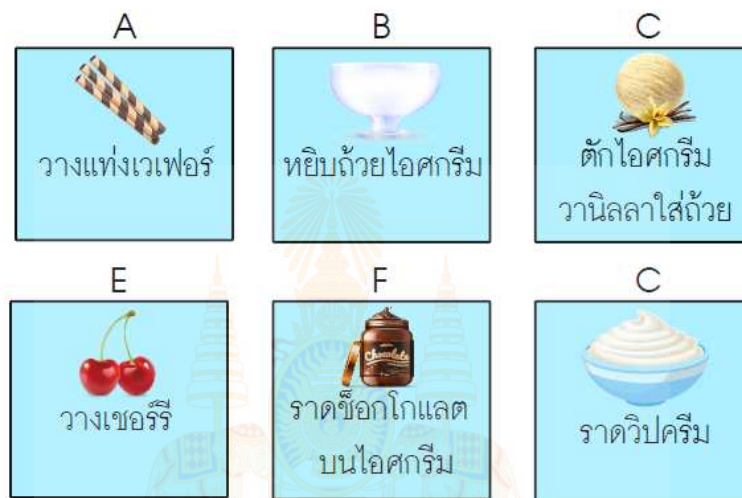 A
B
C
วางแท่งเวเฟอร์
หยิบถ้วยไอศกรีม
ตักไอศกรีม
วานิลลาใส่ถ้วย
E
F
C
Chocolate
วางเชอร์รี
ราดช็อกโกแลต
บนไอศกรีม
ราดวิปครีม